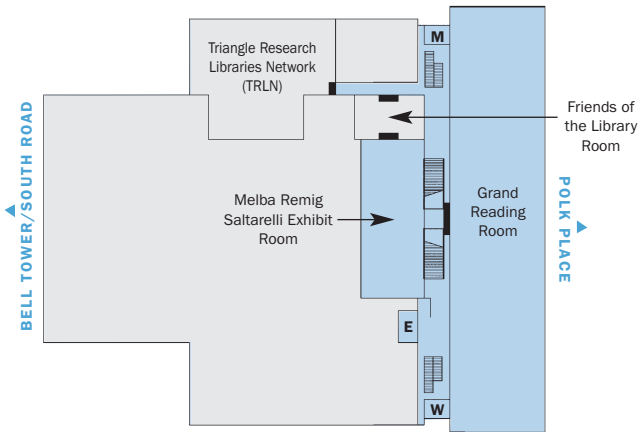 M
Triangle Research
Libraries Network
(TRLN)
Friends of
the Library
Room
BELL TOWER/SOUTH ROAD
Melba Remig
Saltarelli Exhibit
Room
Grand
Reading
Room
POLK PLACE
E
W